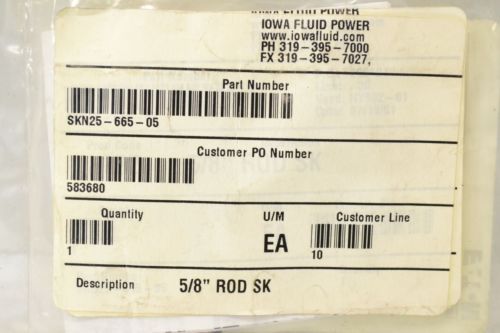 IOWA FLUID POWER
www.iowafluid.com
PH 319-395-7000
FX 319-395-7027,
Part Number
SKN25-665-05
Customer PO Number
583680
Quantity
U/M
Customer Line
1
EA
10
Description
5/8" ROD SK